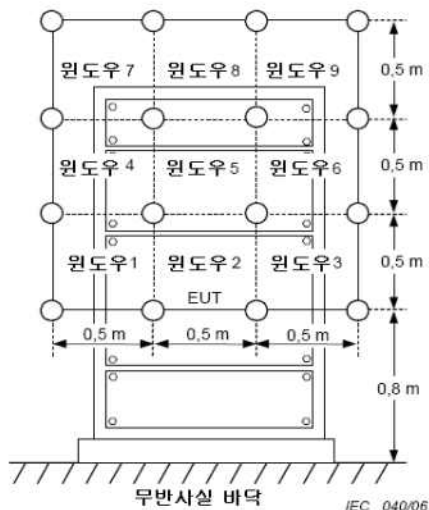 윈도우 7 윈도우 8 윈도우 9
0,5 m
윈도우 4 윈도우 5 윈도우 6
0,5 m
윈도우1 윈도우 2 윈도우 3
0,5 m
EUT
0,5 m 0,5 m 0,5 m
0,8 m
무반사실 바닥
IEC 040/06